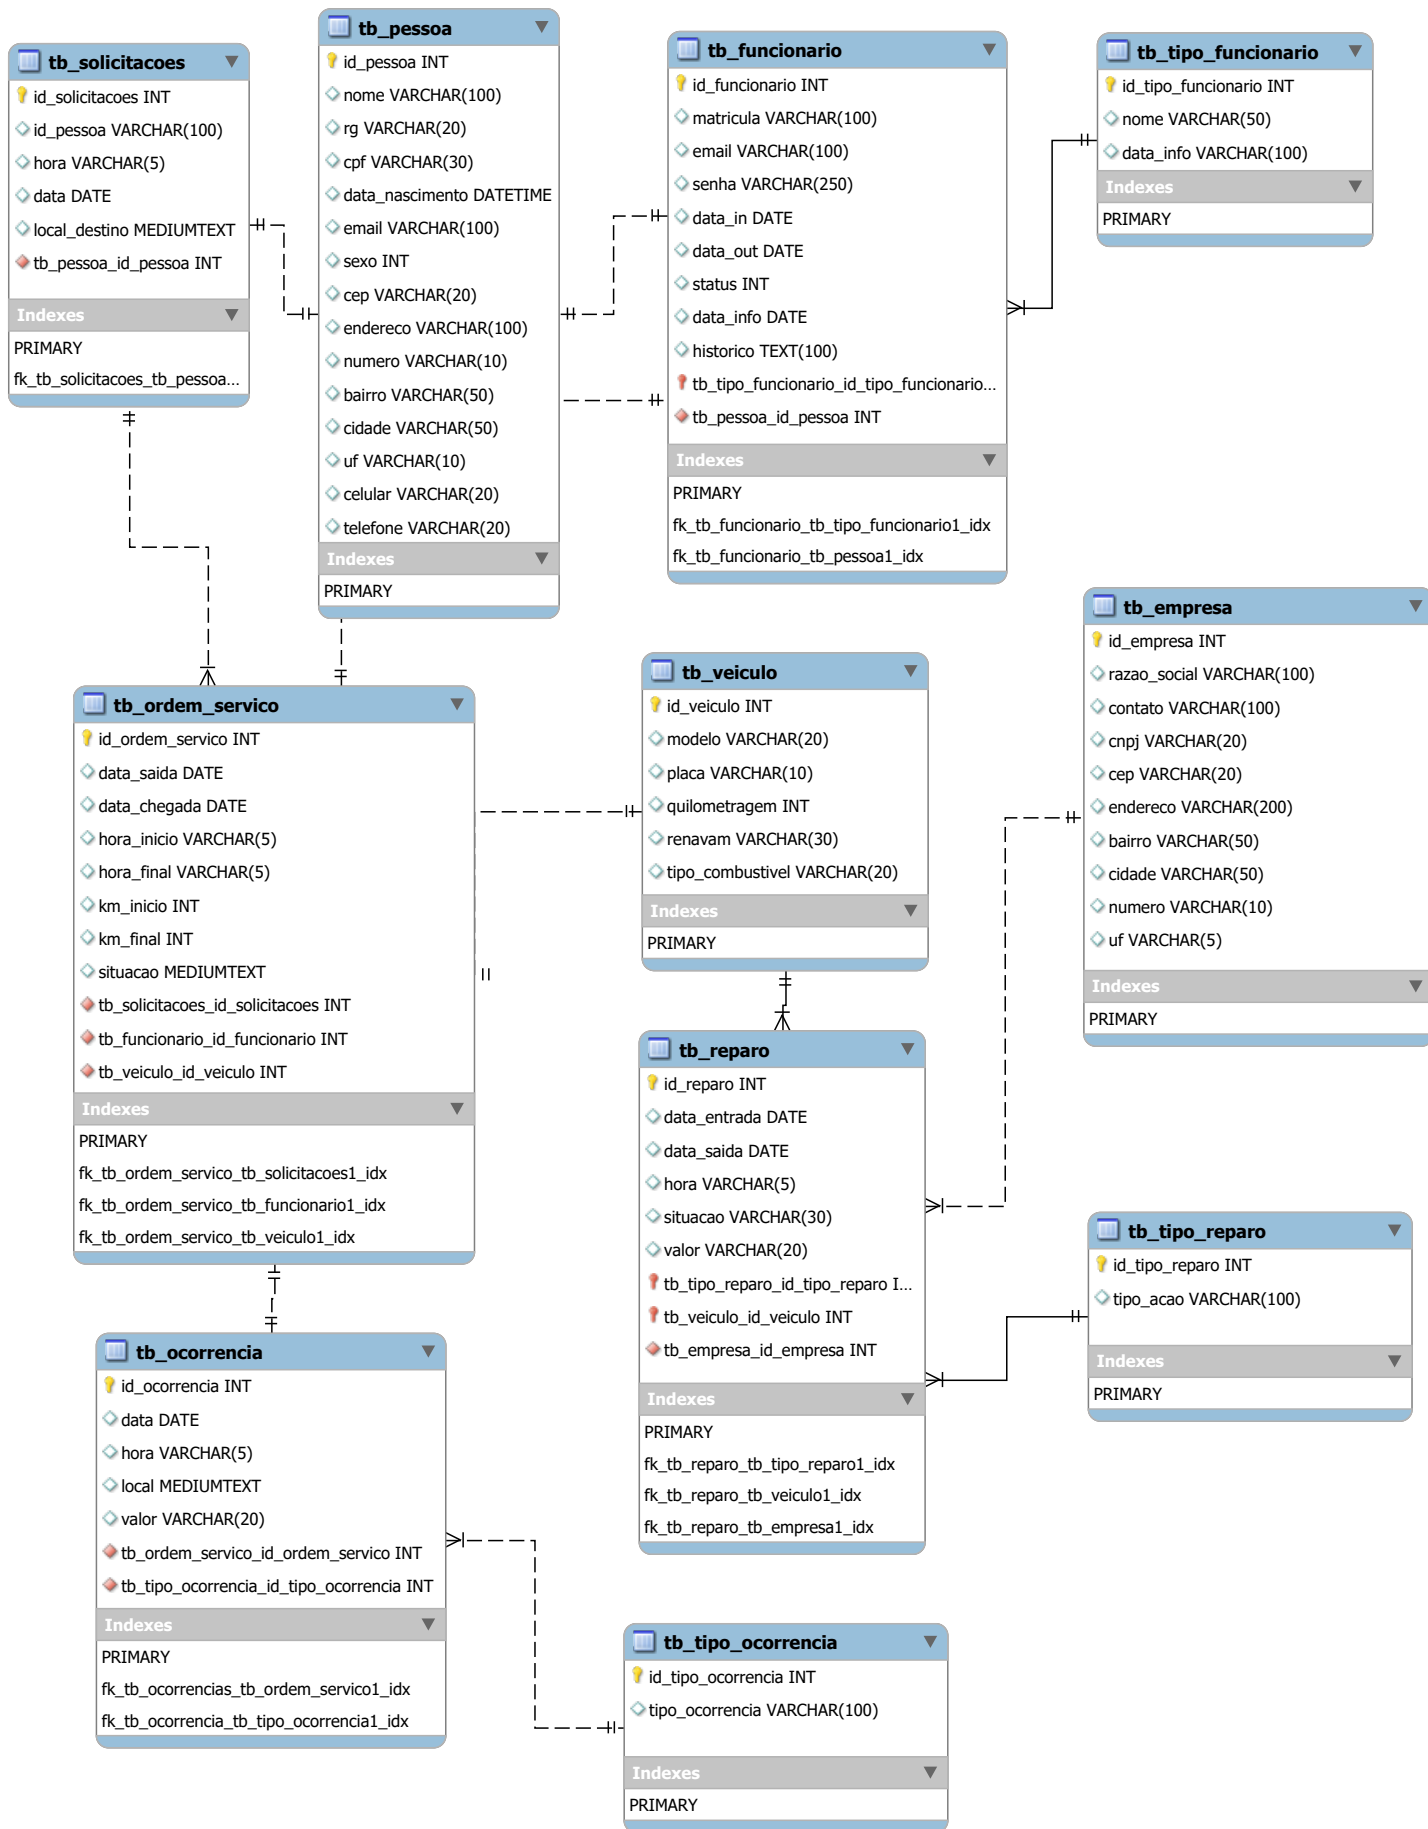 tb_solicitacoes
id_solicitacoes INT
id_pessoa VARCHAR(100)
hora VARCHAR(5)
data DATE
local_destino MEDIUMTEXT
tb_pessoa_id_pessoa INT
Indexes
PRIMARY
fk_tb_solicitacoes_tb_pessoa...
tb_pessoa
id_pessoa INT
nome VARCHAR(100)
rg VARCHAR(20)
cpf VARCHAR(30)
data_nascimento DATETIME
email VARCHAR(100)
sexo INT
cep VARCHAR(20)
endereco VARCHAR(100)
numero VARCHAR(10)
bairro VARCHAR(50)
cidade VARCHAR(50)
uf VARCHAR(10)
celular VARCHAR(20)
telefone VARCHAR(20)
Indexes
PRIMARY
tb_funcionario
id_funcionario INT
matricula VARCHAR(100)
email VARCHAR(100)
senha VARCHAR(250)
data_in DATE
data_out DATE
status INT
data_info DATE
historico TEXT(100)
tb_tipo_funcionario_id_tipo_funcionario...
tb_pessoa_id_pessoa INT
Indexes
PRIMARY
fk_tb_funcionario_tb_tipo_funcionario1_idx
fk_tb_funcionario_tb_pessoa1_idx
tb_tipo_funcionario
id_tipo_funcionario INT
nome VARCHAR(50)
data_info VARCHAR(100)
Indexes
PRIMARY
tb_ordem_servico
id_ordem_servico INT
data_saida DATE
data_chegada DATE
hora_inicio VARCHAR(5)
hora_final VARCHAR(5)
km_inicio INT
km_final INT
situacao MEDIUMTEXT
tb_solicitacoes_id_solicitacoes INT
tb_funcionario_id_funcionario INT
tb_veiculo_id_veiculo INT
Indexes
PRIMARY
fk_tb_ordem_servico_tb_solicitacoes1_idx
fk_tb_ordem_servico_tb_funcionario1_idx
fk_tb_ordem_servico_tb_veiculo1_idx
tb_veiculo
id_veiculo INT
modelo VARCHAR(20)
placa VARCHAR(10)
quilometragem INT
renavam VARCHAR(30)
tipo_combustivel VARCHAR(20)
Indexes
PRIMARY
tb_empresa
id_empresa INT
razao_social VARCHAR(100)
contato VARCHAR(100)
cnpj VARCHAR(20)
cep VARCHAR(20)
endereco VARCHAR(200)
bairro VARCHAR(50)
cidade VARCHAR(50)
numero VARCHAR(10)
uf VARCHAR(5)
Indexes
PRIMARY
tb_reparo
id_reparo INT
data_entrada DATE
data_saida DATE
hora VARCHAR(5)
situacao VARCHAR(30)
valor VARCHAR(20)
tb_tipo_reparo_id_tipo_reparo I...
tb_veiculo_id_veiculo INT
tb_empresa_id_empresa INT
Indexes
PRIMARY
fk_tb_reparo_tb_tipo_reparo1_idx
fk_tb_reparo_tb_veiculo1_idx
fk_tb_reparo_tb_empresa1_idx
tb_tipo_reparo
id_tipo_reparo INT
tipo_acao VARCHAR(100)
Indexes
PRIMARY
tb_ocorrencia
id_ocorrencia INT
data DATE
hora VARCHAR(5)
local MEDIUMTEXT
valor VARCHAR(20)
tb_ordem_servico_id_ordem_servico INT
tb_tipo_ocorrencia_id_tipo_ocorrencia INT
Indexes
PRIMARY
fk_tb_ocorrencias_tb_ordem_servico1_idx
fk_tb_ocorrencia_tb_tipo_ocorrencia1_idx
tb_tipo_ocorrencia
id_tipo_ocorrencia INT
tipo_ocorrencia VARCHAR(100)
Indexes
PRIMARY